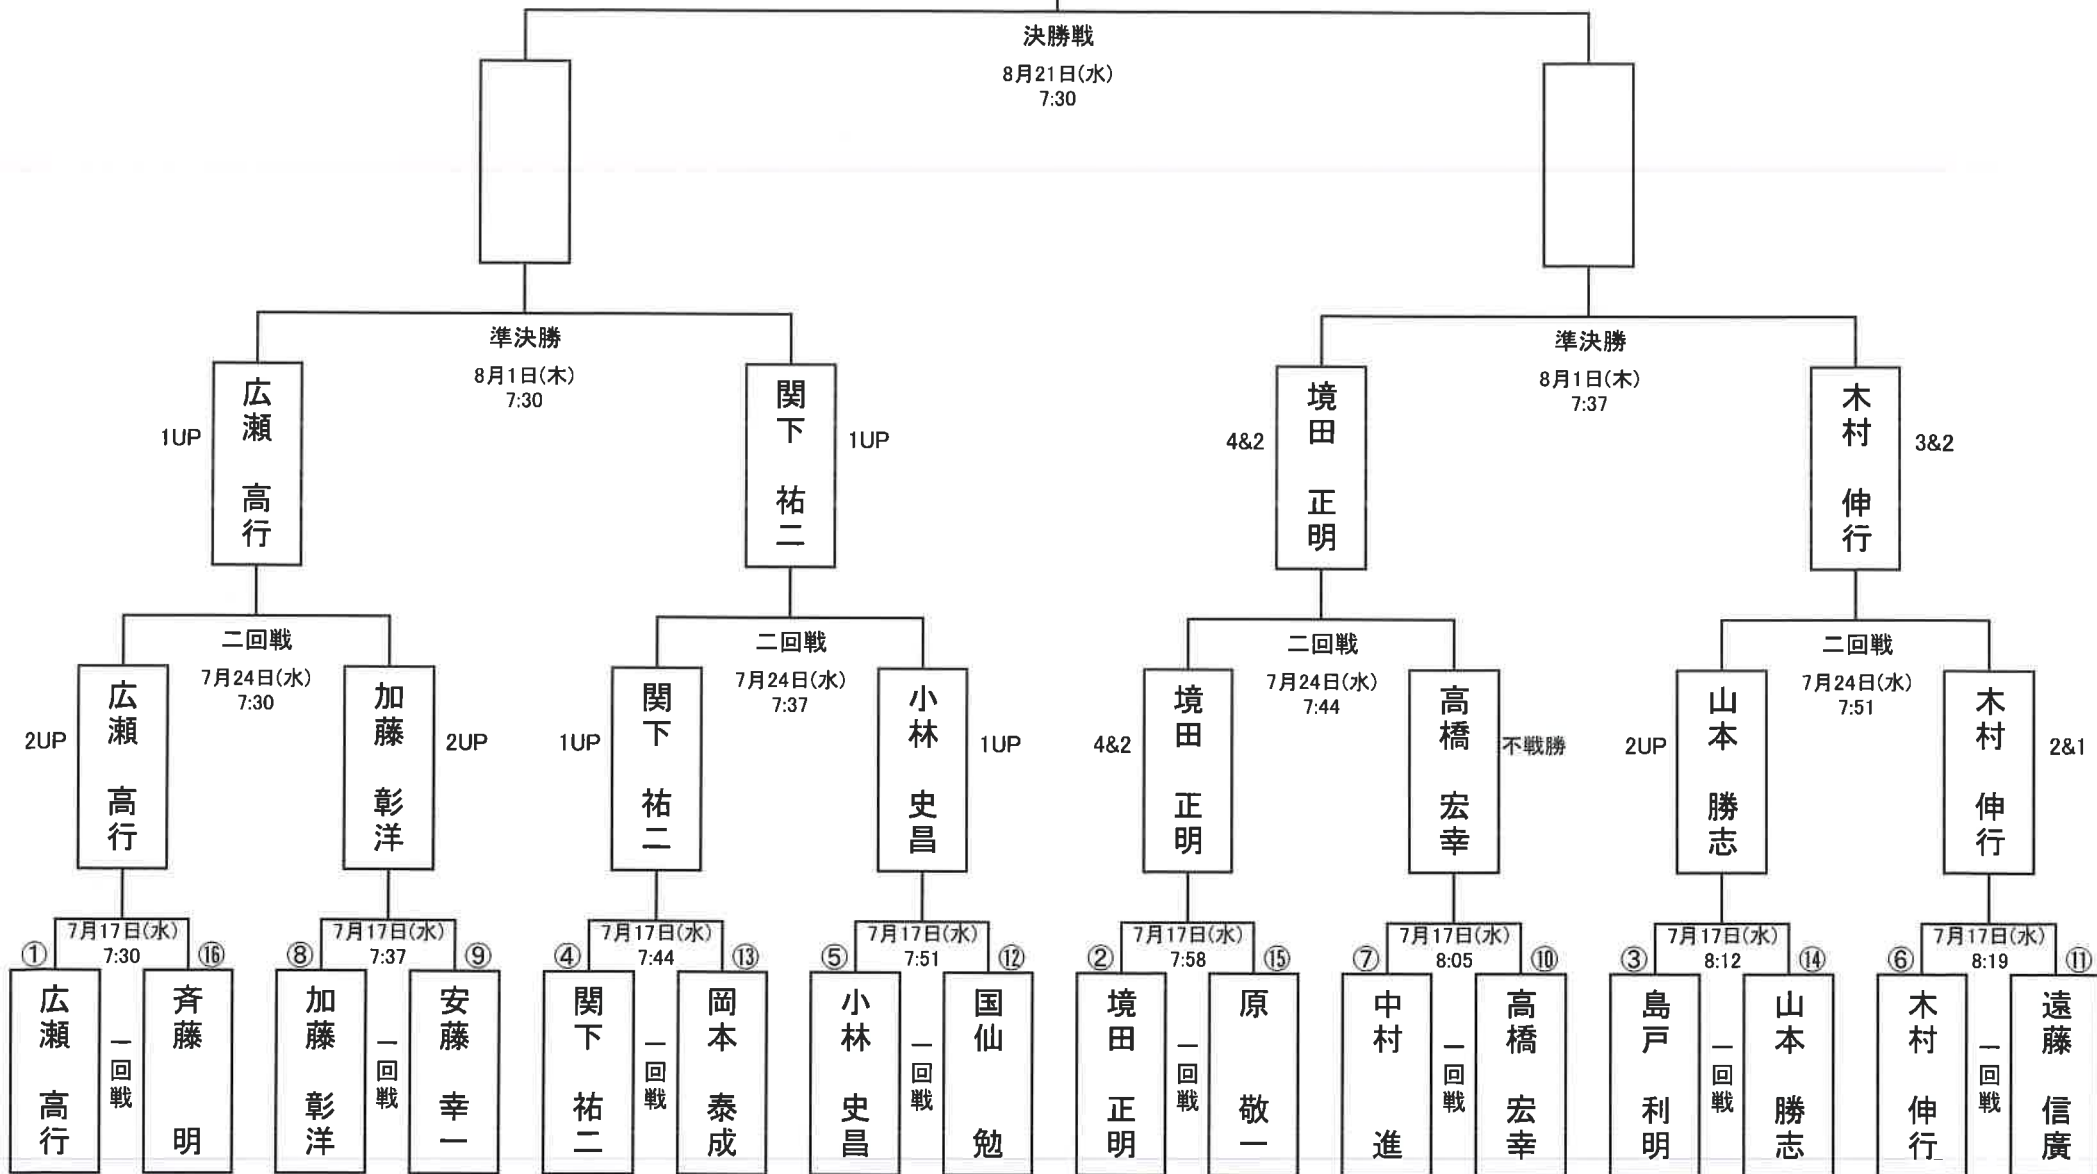 決勝戦
8月21日(水)
7:30
準決勝
8月1日(木)
7:30
準決勝
8月1日(木)
7:37
1UP
広瀬 高行
関下 祐二
1UP
4&2
境田 正明
木村 伸行
3&2
二回戦
7月24日(水)
7:30
二回戦
7月24日(水)
7:37
二回戦
7月24日(水)
7:44
二回戦
7月24日(水)
7:51
2UP
広瀬 高行
加藤 彰洋
2UP
1UP
関下 祐二
小林 史昌
1UP
4&2
境田 正明
高橋 宏幸
不戦勝
2UP
山本 勝志
木村 伸行
2&1
① 7月17日(水) ⑯
7:30
⑧ 7月17日(水) ⑨
7:37
④ 7月17日(水) ⑬
7:44
⑤ 7月17日(水) ⑫
7:51
② 7月17日(水) ⑮
7:58
⑦ 7月17日(水) ⑩
8:05
③ 7月17日(水) ⑭
8:12
⑥ 7月17日(水) ⑪
8:19
広瀬 高行
一回戦
斉藤 明
加藤 彰洋
一回戦
安藤 幸一
関下 祐二
一回戦
岡本 泰成
小林 史昌
一回戦
国仙 勉
境田 正明
一回戦
原 敬一
中村 進
一回戦
高橋 宏幸
島戸 利明
一回戦
山本 勝志
木村 伸行
一回戦
遠藤 信廣